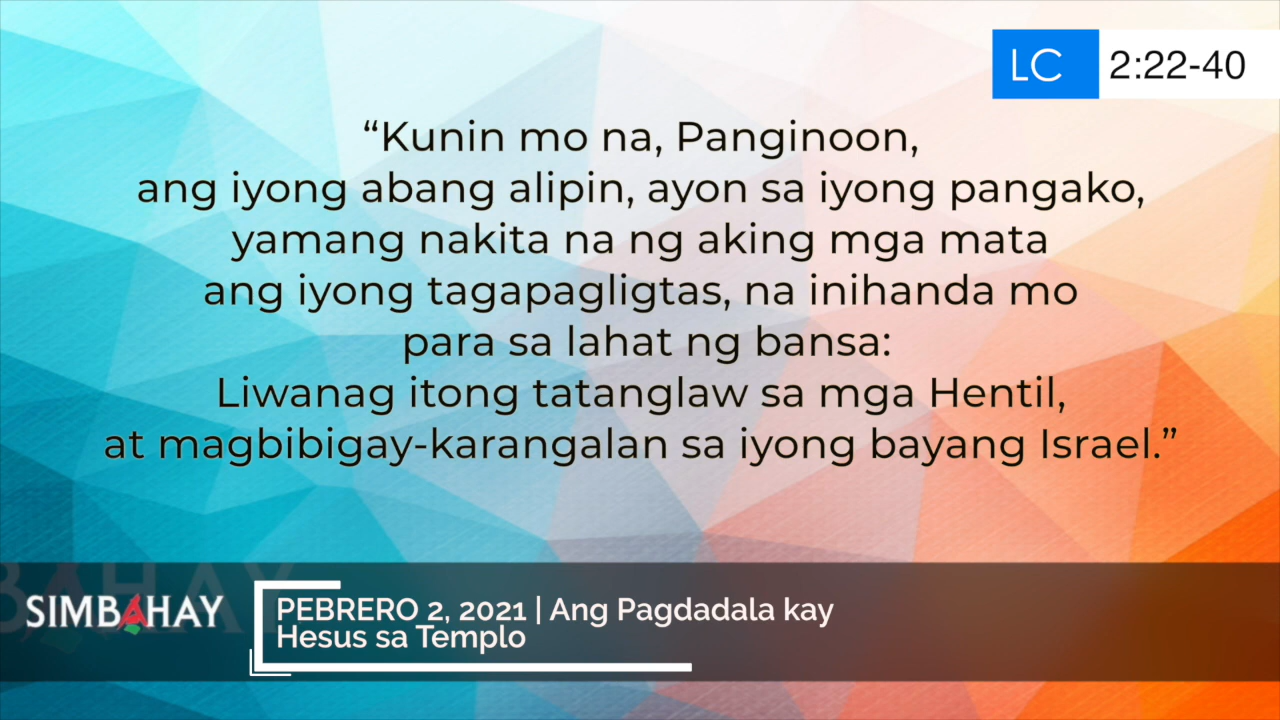 LC 2:22-40
“Kunin mo na, Panginoon,
ang iyong abang alipin, ayon sa iyong pangako,
yamang nakita na ng aking mga mata
ang iyong tagapagligtas, na inihanda mo
para sa lahat ng bansa:
Liwanag itong tatanglaw sa mga Hentil,
at magbibigay-karangalan sa iyong bayang Israel.”
SIMBAHAY
PEBRERO 2, 2021 | Ang Pagdadala kay
Hesus sa Templo